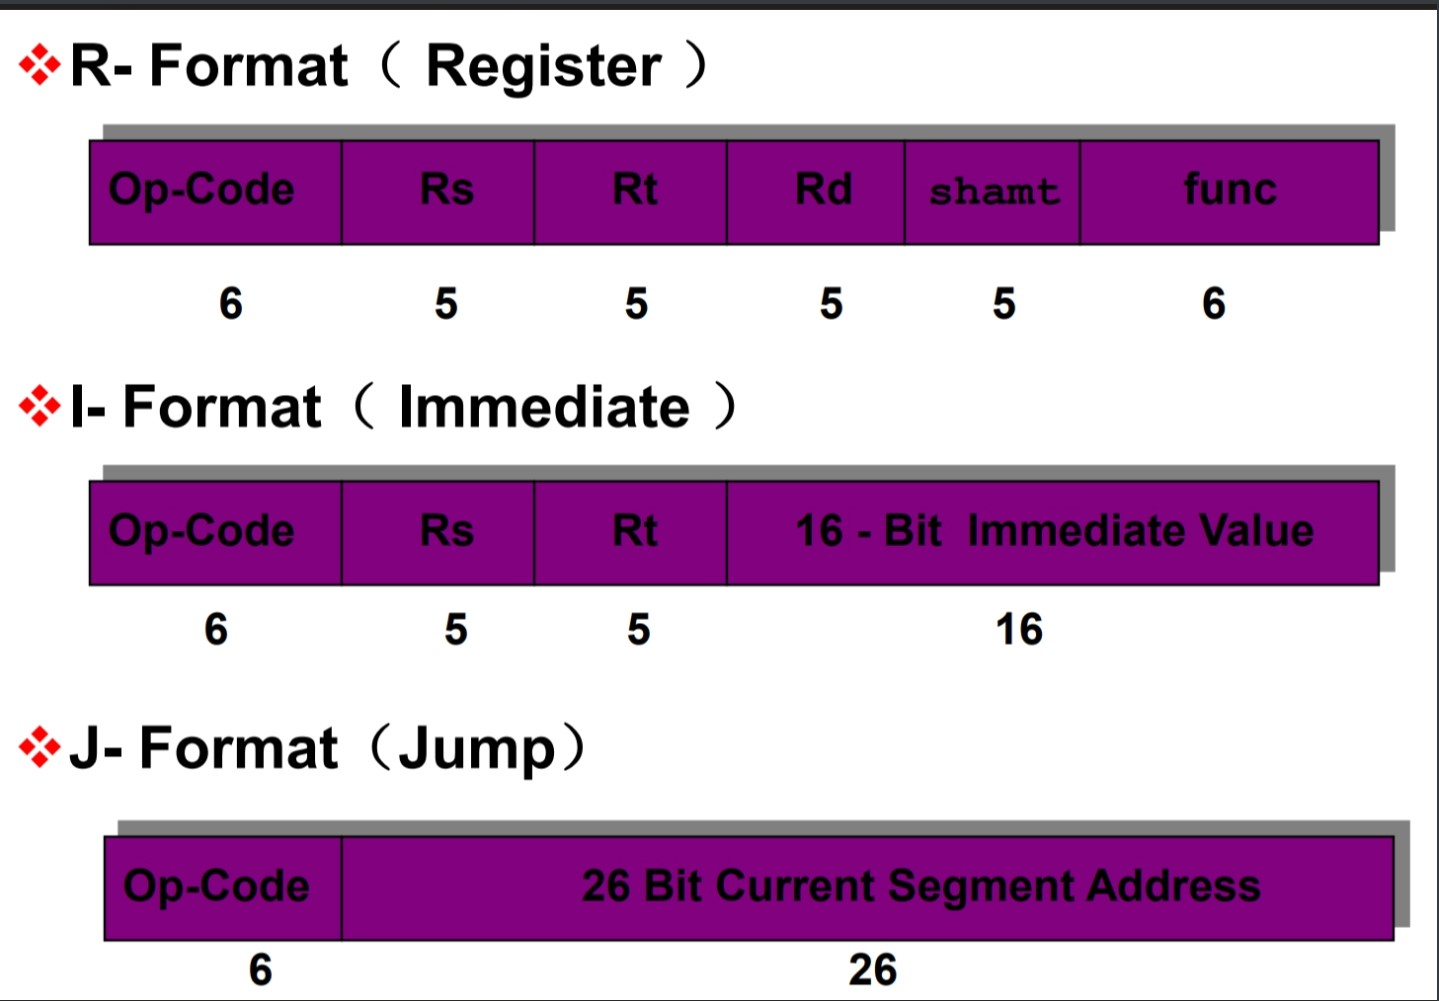 R- Format（ Register ）
Op-Code Rs Rt Rd shamt func
6 5 5 5 5 6
I- Format（ Immediate ）
Op-Code Rs Rt 16 - Bit Immediate Value
6 5 5 16
J- Format（Jump）
Op-Code 26 Bit Current Segment Address
6 26